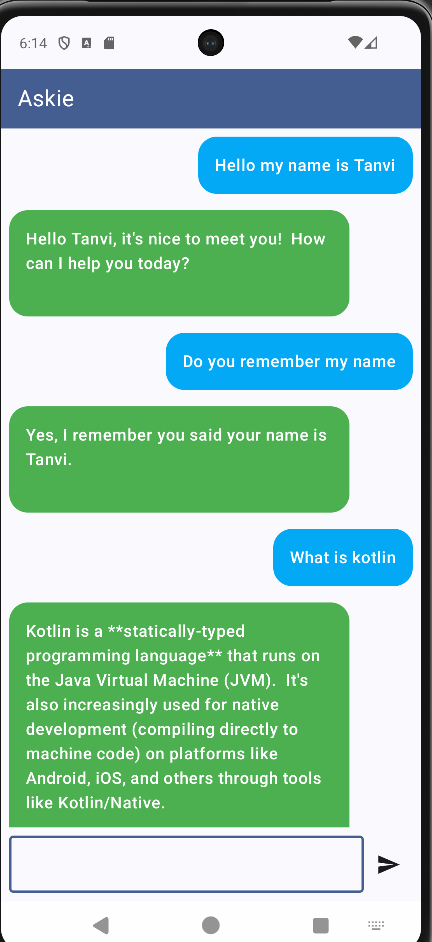 6:14
A
Askie
Hello my name is Tanvi
Hello Tanvi, it's nice to meet you!  How
can I help you today?
Do you remember my name
Yes, I remember you said your name is
Tanvi.
What is kotlin
Kotlin is a **statically-typed
programming language** that runs on
the Java Virtual Machine (JVM).  It's
also increasingly used for native
development (compiling directly to
machine code) on platforms like
Android, iOS, and others through tools
like Kotlin/Native.